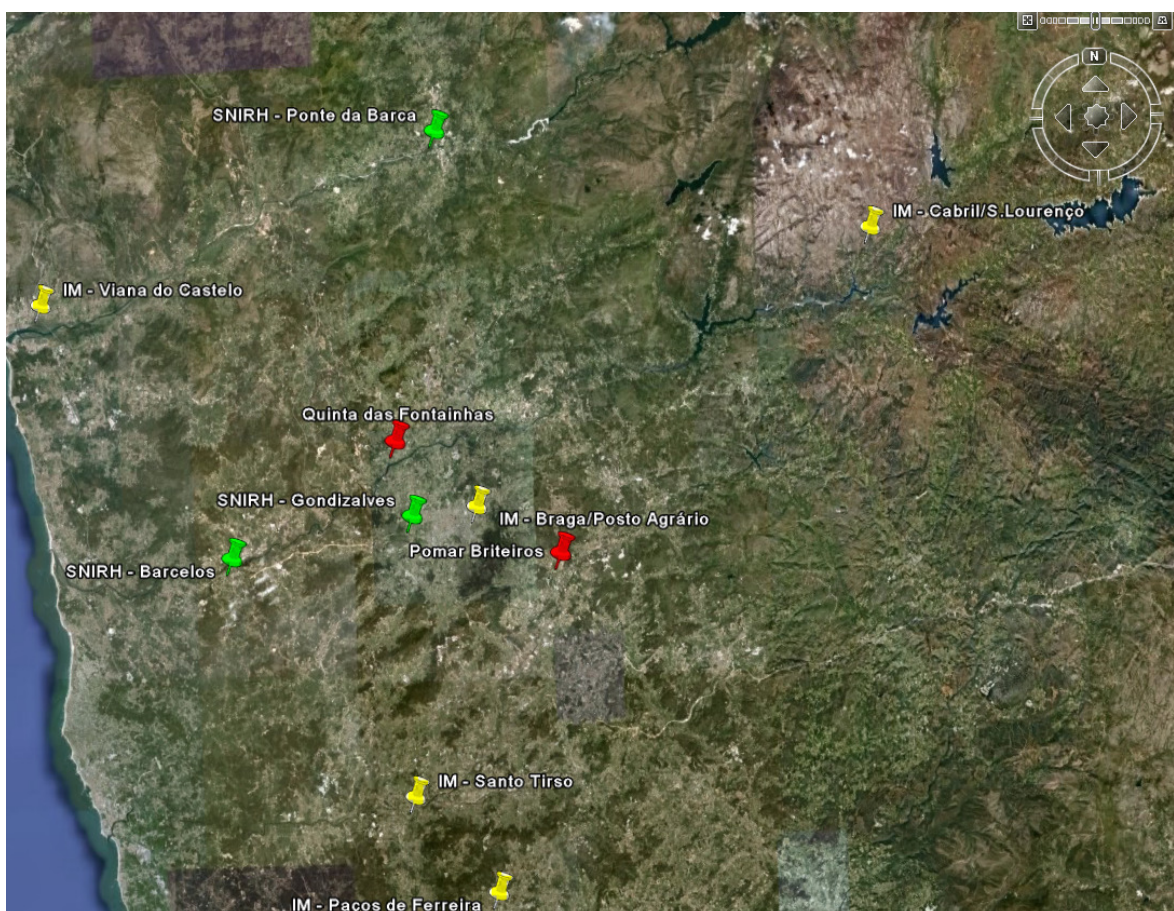 N
SNIRH - Ponte da Barca
IM - Cabril/S.Lourenço
IM - Viana do Castelo
Quinta das Fontainhas
SNIRH - Gondizalves
IM - Braga/Posto Agrário
Pomar Briteiros
SNIRH - Barcelos
IM - Santo Tirso
IM - Paços de Ferreira